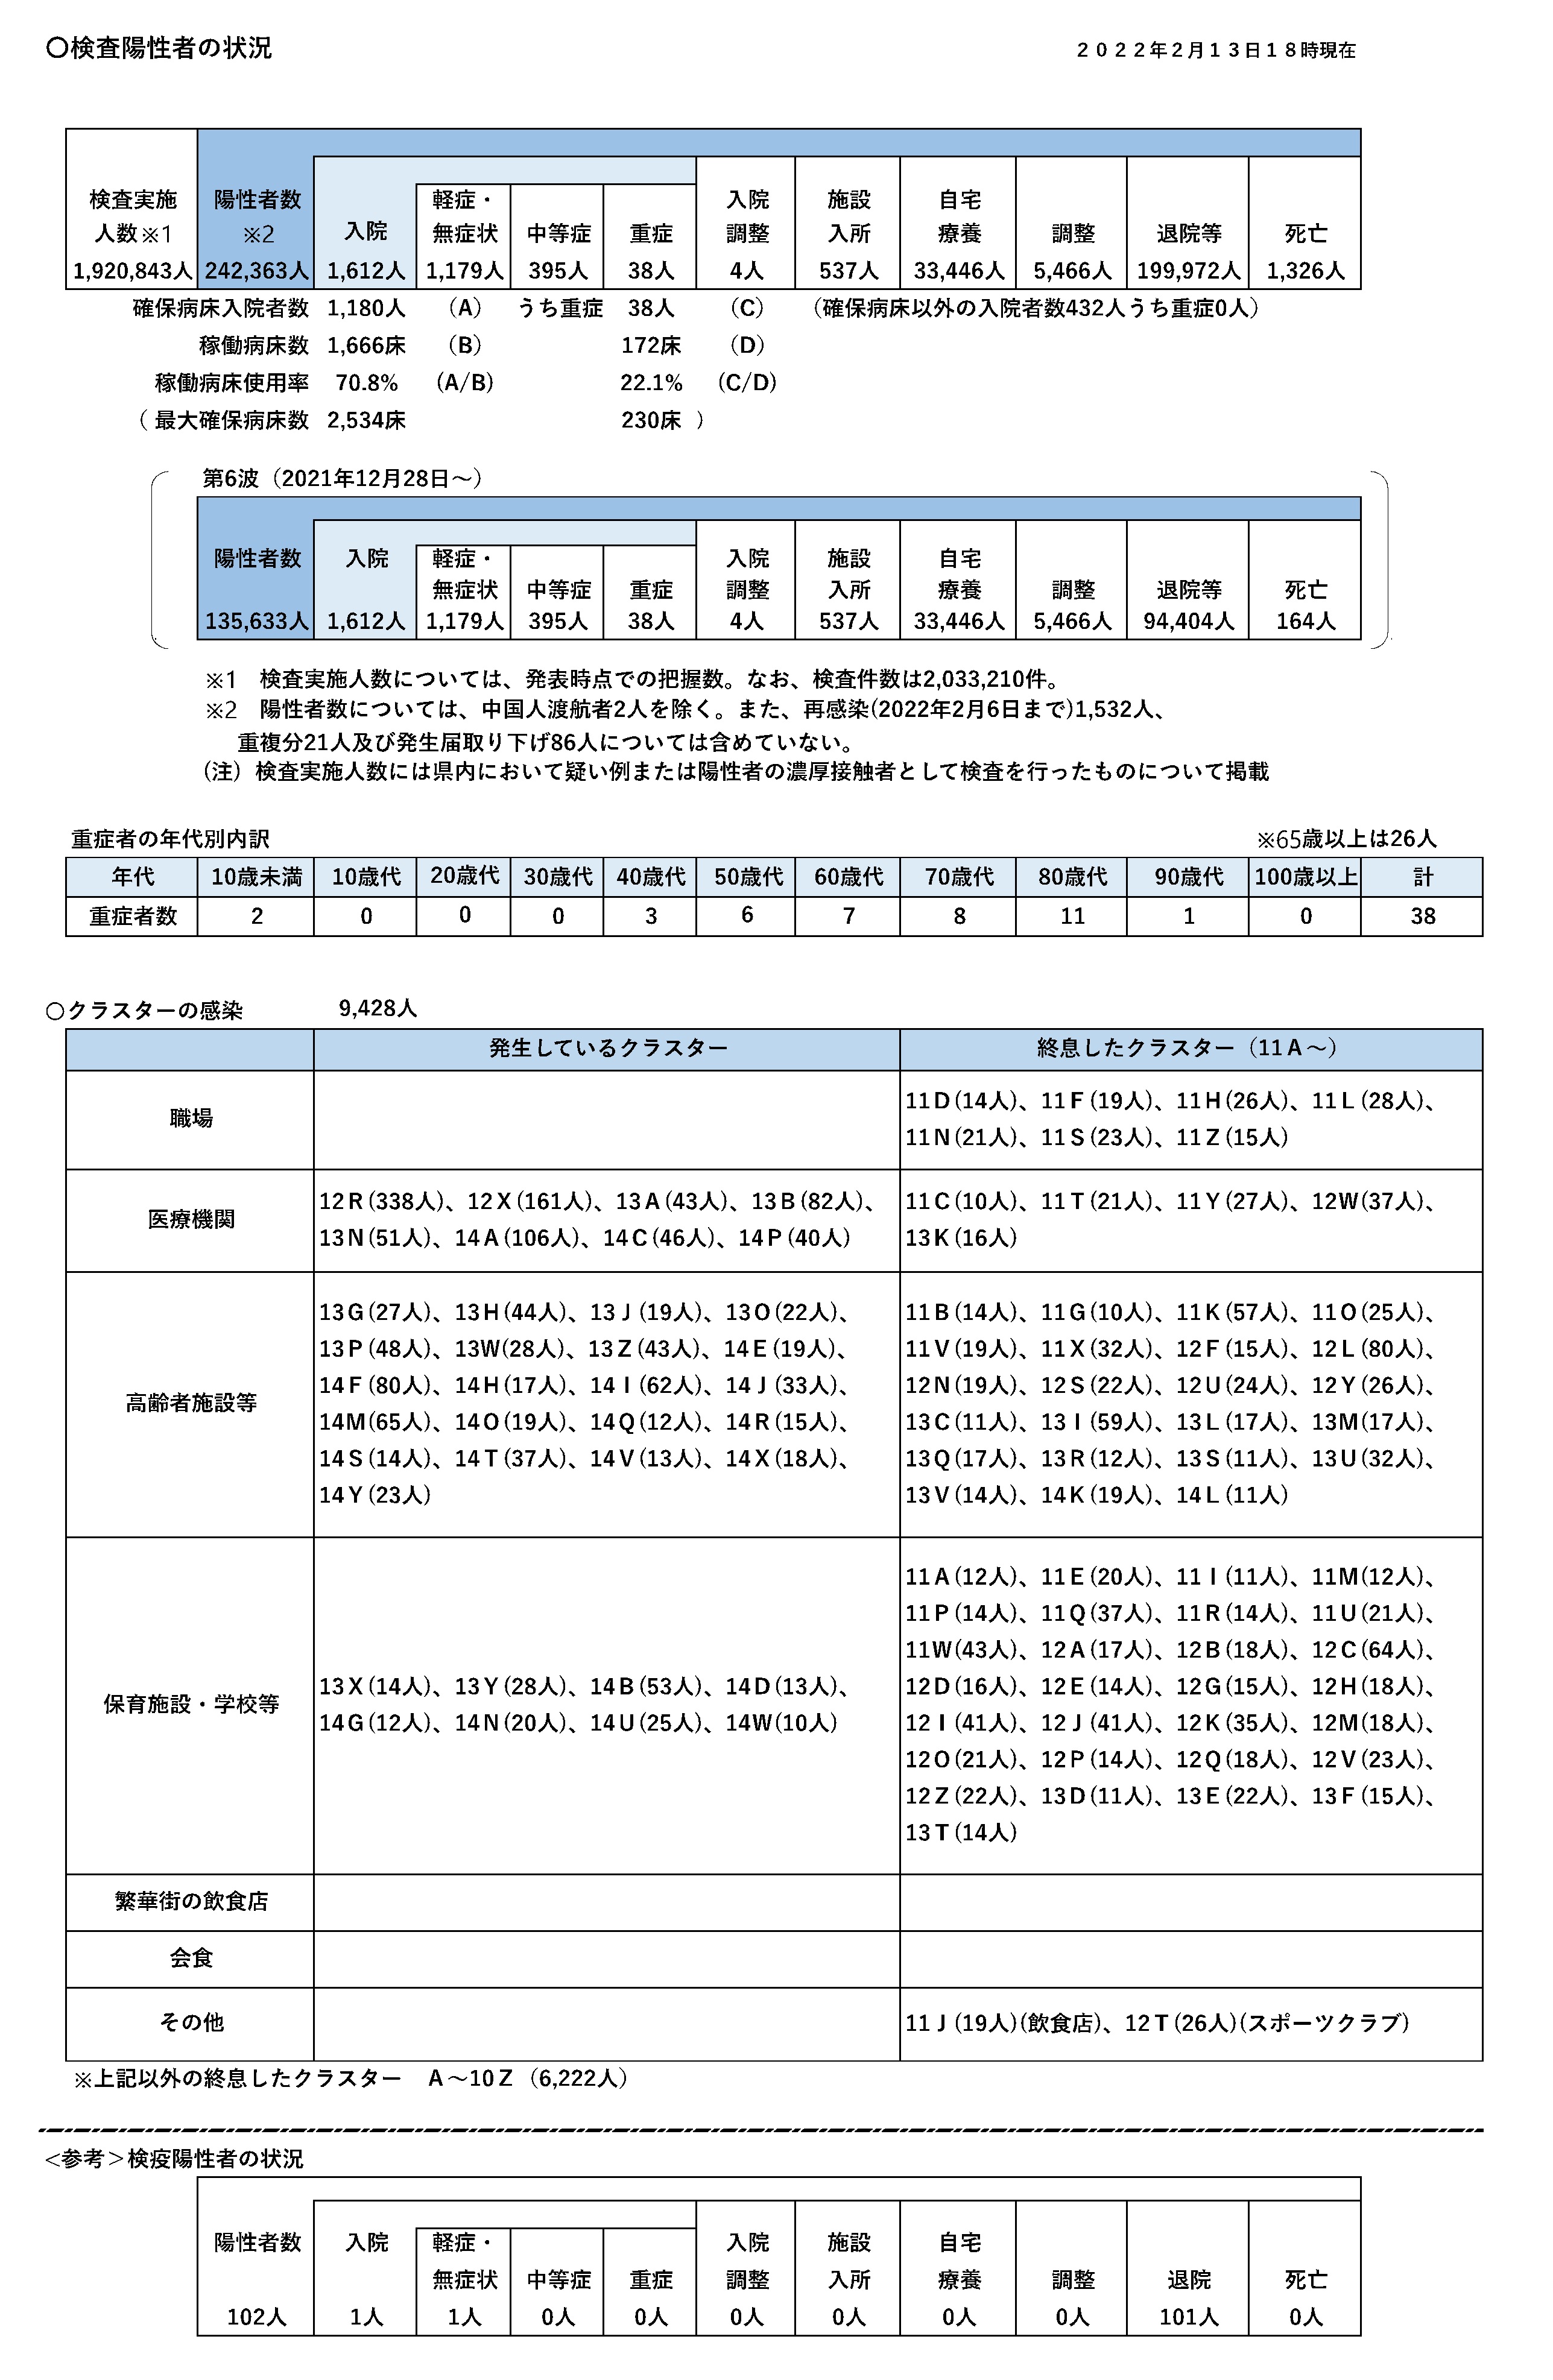 〇検査陽性者の状況
２０２２年２月１３日１８時現在
検査実施 陽性者数 軽症・ 入院 施設 自宅
人数※1 ※2 入院 無症状 中等症 重症 調整 入所 療養 調整 退院等 死亡
1,920,843人 242,363人 1,612人 1,179人 395人 38人 4人 537人 33,446人 5,466人 199,972人 1,326人
確保病床入院者数 1,180人 （A） うち重症 38人 （C） （確保病床以外の入院者数432人うち重症0人）
稼働病床数 1,666床 （B） 172床 （D）
稼働病床使用率 70.8% （A/B） 22.1% （C/D）
（ 最大確保病床数 2,534床 230床 ）
第6波（2021年12月28日～）
陽性者数 入院 軽症・ 入院 施設 自宅
無症状 中等症 重症 調整 入所 療養 調整 退院等 死亡
135,633人 1,612人 1,179人 395人 38人 4人 537人 33,446人 5,466人 94,404人 164人
※1　検査実施人数については、発表時点での把握数。なお、検査件数は2,033,210件。
※2　陽性者数については、中国人渡航者2人を除く。また、再感染(2022年2月6日まで)1,532人、
重複分21人及び発生届取り下げ86人については含めていない。
（注）検査実施人数には県内において疑い例または陽性者の濃厚接触者として検査を行ったものについて掲載
重症者の年代別内訳 ※65歳以上は26人
年代 10歳未満 10歳代 20歳代 30歳代 40歳代 50歳代 60歳代 70歳代 80歳代 90歳代 100歳以上 計
重症者数 2 0 0 0 3 6 7 8 11 1 0 38
〇クラスターの感染 9,428人
発生しているクラスター 終息したクラスター（11Ａ～）
職場
11Ｄ(14人)、11Ｆ(19人)、11Ｈ(26人)、11Ｌ(28人)、
11Ｎ(21人)、11Ｓ(23人)、11Ｚ(15人)
医療機関
12Ｒ(338人)、12Ｘ(161人)、13Ａ(43人)、13Ｂ(82人)、
13Ｎ(51人)、14Ａ(106人)、14Ｃ(46人)、14Ｐ(40人)
11Ｃ(10人)、11Ｔ(21人)、11Ｙ(27人)、12Ｗ(37人)、
13Ｋ(16人)
高齢者施設等
13Ｇ(27人)、13Ｈ(44人)、13Ｊ(19人)、13Ｏ(22人)、
13Ｐ(48人)、13Ｗ(28人)、13Ｚ(43人)、14Ｅ(19人)、
14Ｆ(80人)、14Ｈ(17人)、14Ｉ(62人)、14Ｊ(33人)、
14Ｍ(65人)、14Ｏ(19人)、14Ｑ(12人)、14Ｒ(15人)、
14Ｓ(14人)、14Ｔ(37人)、14Ｖ(13人)、14Ｘ(18人)、
14Ｙ(23人)
11Ｂ(14人)、11Ｇ(10人)、11Ｋ(57人)、11Ｏ(25人)、
11Ｖ(19人)、11Ｘ(32人)、12Ｆ(15人)、12Ｌ(80人)、
12Ｎ(19人)、12Ｓ(22人)、12Ｕ(24人)、12Ｙ(26人)、
13Ｃ(11人)、13Ｉ(59人)、13Ｌ(17人)、13Ｍ(17人)、
13Ｑ(17人)、13Ｒ(12人)、13Ｓ(11人)、13Ｕ(32人)、
13Ｖ(14人)、14Ｋ(19人)、14Ｌ(11人)
保育施設・学校等
13Ｘ(14人)、13Ｙ(28人)、14Ｂ(53人)、14Ｄ(13人)、
14Ｇ(12人)、14Ｎ(20人)、14Ｕ(25人)、14Ｗ(10人)
11Ａ(12人)、11Ｅ(20人)、11Ｉ(11人)、11Ｍ(12人)、
11Ｐ(14人)、11Ｑ(37人)、11Ｒ(14人)、11Ｕ(21人)、
11Ｗ(43人)、12Ａ(17人)、12Ｂ(18人)、12Ｃ(64人)、
12Ｄ(16人)、12Ｅ(14人)、12Ｇ(15人)、12Ｈ(18人)、
12Ｉ(41人)、12Ｊ(41人)、12Ｋ(35人)、12Ｍ(18人)、
12Ｏ(21人)、12Ｐ(14人)、12Ｑ(18人)、12Ｖ(23人)、
12Ｚ(22人)、13Ｄ(11人)、13Ｅ(22人)、13Ｆ(15人)、
13Ｔ(14人)
繁華街の飲食店
会食
その他
11Ｊ(19人)(飲食店)、12Ｔ(26人)(スポーツクラブ)
※上記以外の終息したクラスター　Ａ～10Ｚ（6,222人）
＜参考＞検疫陽性者の状況
陽性者数 入院 軽症・ 入院 施設 自宅
無症状 中等症 重症 調整 入所 療養 調整 退院 死亡
102人 1人 1人 0人 0人 0人 0人 0人 0人 101人 0人